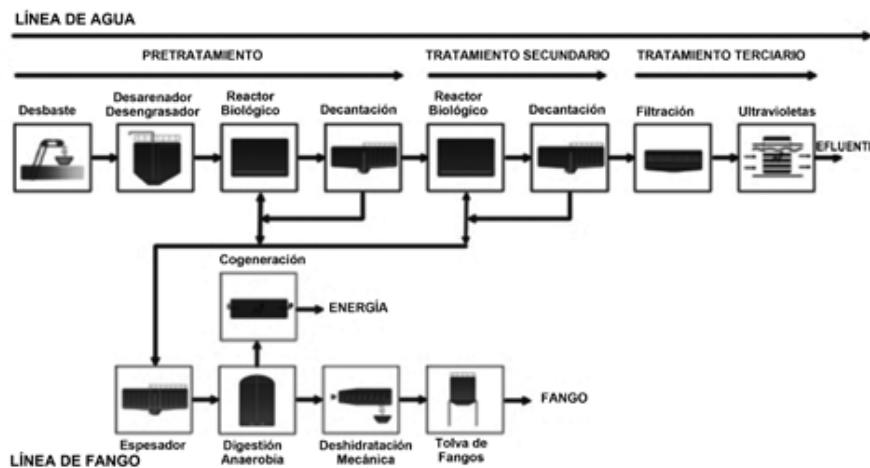 LÍNEA DE AGUA
PRETRATAMIENTO
TRATAMIENTO SECUNDARIO
TRATAMIENTO TERCIARIO
Desbaste
Desarenador
Desengrasador
Reactor
Biológico
Decantación
Reactor
Biológico
Decantación
Filtración
Ultravioletas
EFLUENTE
Cogeneración
ENERGÍA
Espesador
Digestión
Anaerobia
Deshidratación
Mecánica
Tolva de
Fangos
FANGO
LÍNEA DE FANGO